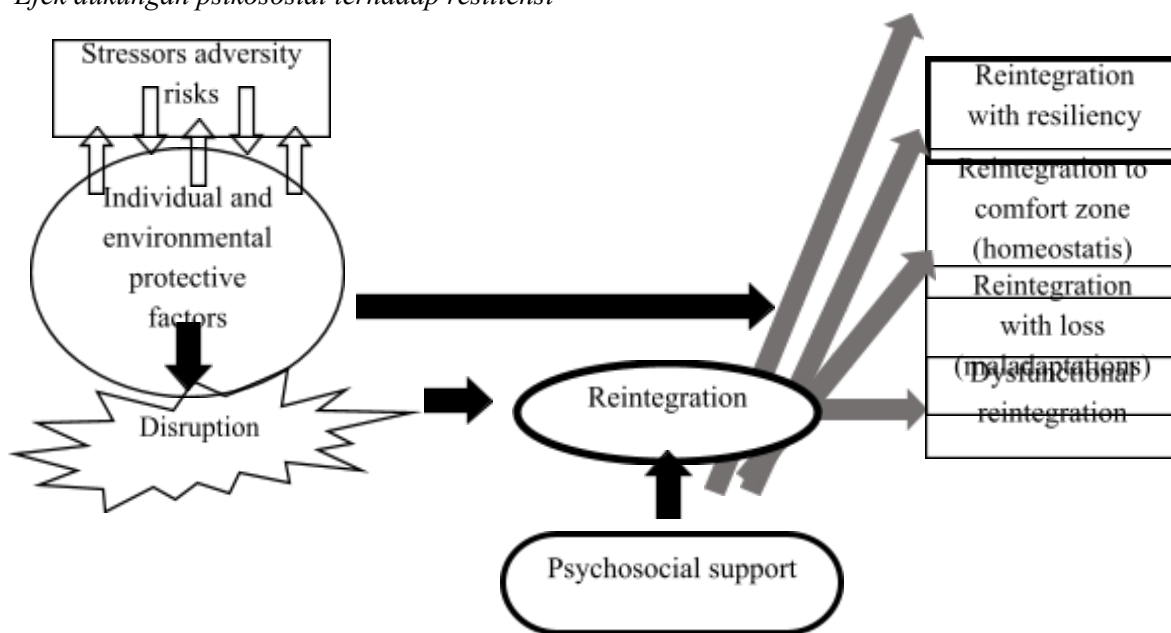 Efek dukungan psikososial terhadap resiliensi
Stressors adversity
risks
Individual and
environmental
protective
factors
Disruption
Reintegration
Psychosocial support
Reintegration
with resiliency
Reintegration to
comfort zone
(homeostatis)
Reintegration
with loss
(maladaptations)
Dysfunctional
reintegration